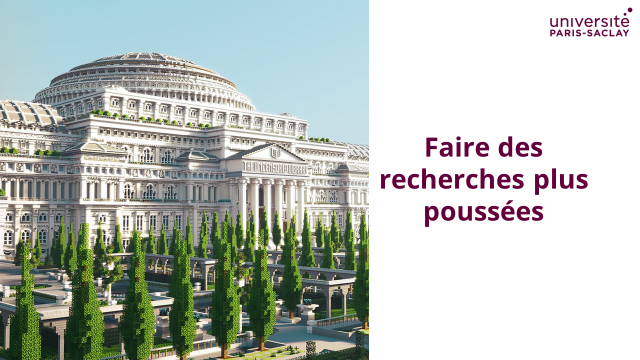 université
PARIS-SACLAY
Faire des
recherches plus
poussées